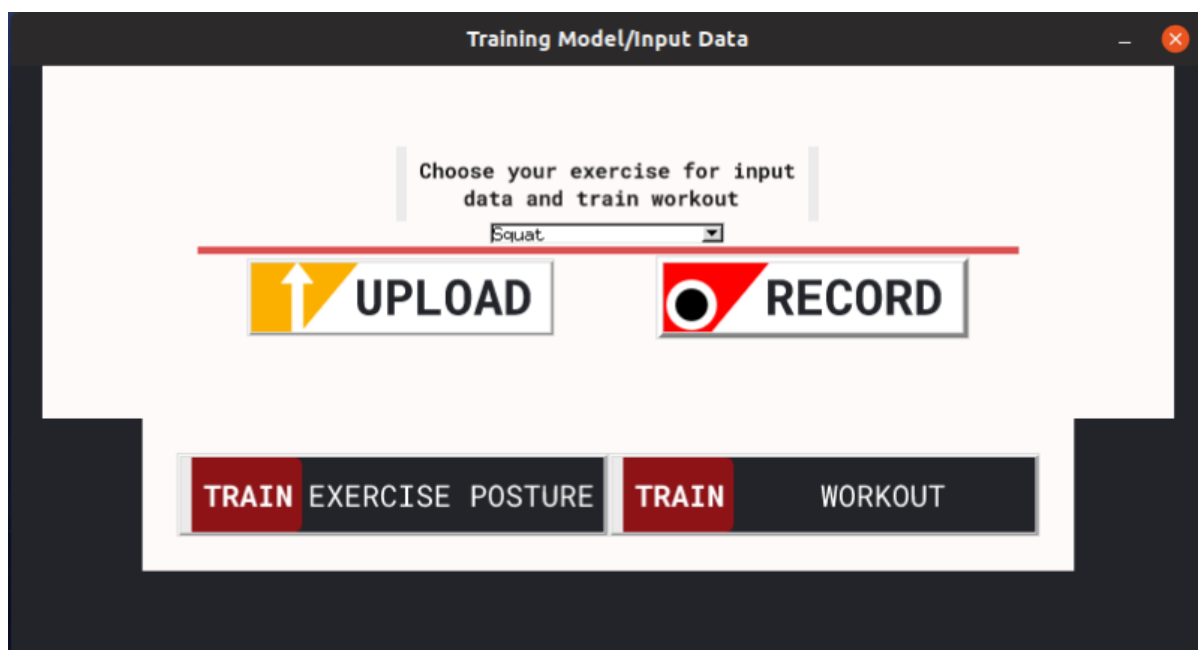 Training Model/Input Data
Choose your exercise for input
data and train workout
Squat
UPLOAD
RECORD
TRAIN EXERCISE POSTURE
TRAIN WORKOUT